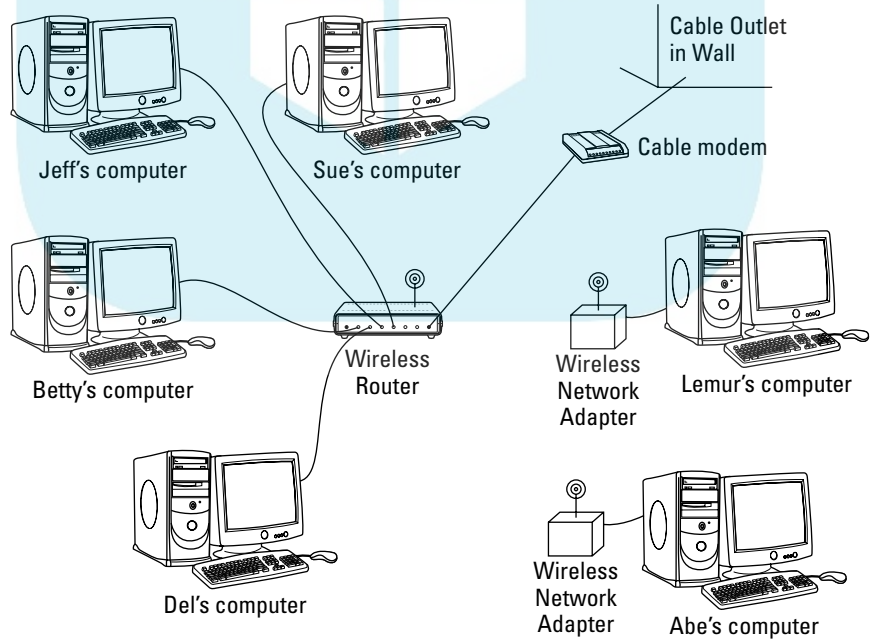 Cable Outlet
in Wall
Jeff's computer
Sue's computer
Cable modem
Betty's computer
Wireless
Router
Wireless
Network
Adapter
Lemur's computer
Del's computer
Wireless
Network
Adapter
Abe's computer